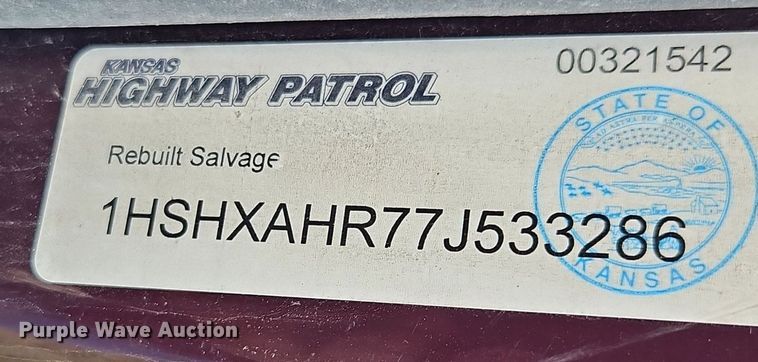 KANSAS
HIGHWAY PATROL
00321542
Rebuilt Salvage
1HSHXAHR77J533286
STATE OF
KANSAS
Purple Wave Auction